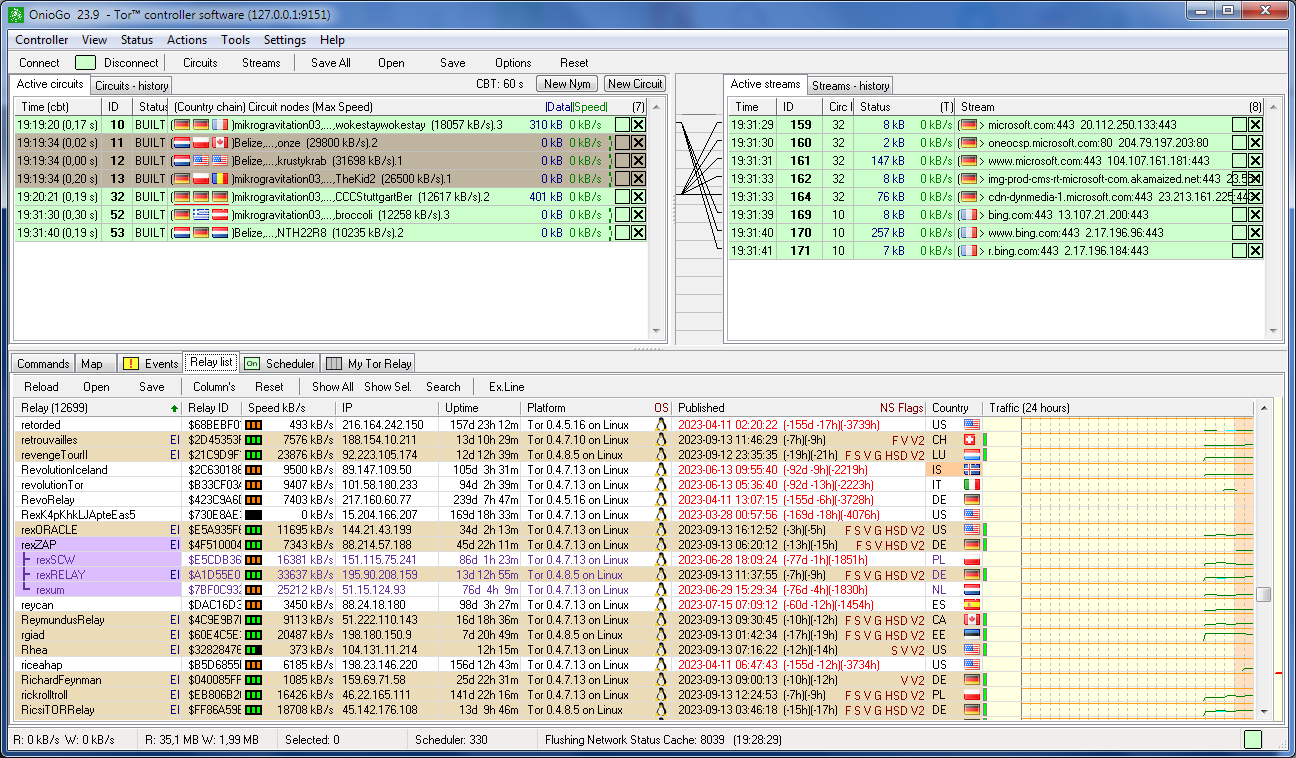 OnioGo 23.9 - Tor™ controller software (127.0.0.1:9151)
Controller View Status Actions Tools Settings Help
Connect Disconnect Circuits Streams Save All Open Save Options Reset
Active circuits Circuits - history CBT: 60 s New Nym New Circuit
Time (cbt) ID Status (Country chain) Circuit nodes (Max Speed) |Data||Speed| (7)
19:19:20 (0,17 s) 10 BUILT ( )mikrogravitation03,...,wokestaywokestay (18057 kB/s).3 310 kB 0 kB/s
19:19:34 (0,02 s) 11 BUILT ( )Belize,...,onze (29800 kB/s).2 0 kB 0 kB/s
19:19:34 (0,00 s) 12 BUILT ( )Belize,...,krustykrab (31698 kB/s).1 0 kB 0 kB/s
19:19:34 (0,20 s) 13 BUILT ( )mikrogravitation03,...,TheKid2 (26500 kB/s).1 0 kB 0 kB/s
20:20:21 (0,19 s) 32 BUILT ( )mikrogravitation03,...,CCCStuttgartBer (12617 kB/s).2 401 kB 0 kB/s
19:31:30 (0,30 s) 52 BUILT ( )mikrogravitation03,...,broccoli (12258 kB/s).3 0 kB 0 kB/s
19:31:40 (0,19 s) 53 BUILT ( )Belize,...,NTH22R8 (10235 kB/s).2 0 kB 0 kB/s
Active streams Streams - history
Time ID Circ I Status (T) Stream (8)
19:31:29 159 32 8 kB 0 kB/s ( > microsoft.com:443 20.112.250.133:443
19:31:30 160 32 2 kB 0 kB/s ( > oneocsp.microsoft.com:80 204.79.197.203:80
19:31:31 161 32 147 kB 0 kB/s ( > www.microsoft.com:443 104.107.161.181:443
19:31:33 162 32 8 kB 0 kB/s ( > img-prod-cms-rt-microsoft-com.akamaized.net:443
19:31:33 164 32 76 kB 0 kB/s ( > cdn-dynmedia-1.microsoft.com:443 23.213.161.225:44
19:31:39 169 10 8 kB 0 kB/s ( > bing.com:443 13.107.21.200:443
19:31:40 170 10 257 kB 0 kB/s ( > www.bing.com:443 2.17.196.96:443
19:31:41 171 10 7 kB 0 kB/s ( > r.bing.com:443 2.17.196.184:443
Commands Map ! Events Relay list On Scheduler My Tor Relay
Reload Open Save Column's Reset Show All Show Sel. Search Ex.Line
Relay (12699) Relay ID Speed kB/s IP Uptime Platform OS Published NS Flags Country Traffic (24 hours)
retorded $68BEBF0 493 kB/s 216.164.242.150 157d 23h 12m Tor 0.4.5.16 on Linux 2023-04-11 02:20:22 (-155d -17h)(-3739h) US
retrouvailles EI $2D45353F 7576 kB/s 188.154.10.211 13d 10h 29m Tor 0.4.7.13 on Linux 2023-09-13 11:46:29 (-7h)(-9h) F V V2 CH
revengeTourII EI $21C9D9F 23876 kB/s 92.223.105.174 12d 12h 39m Tor 0.4.8.5 on Linux 2023-09-12 23:35:35 (-19h)(-21h) F S V G HSD V2 LU
RevolutionIceland $2C630186 9500 kB/s 89.147.109.50 105d 3h 31m Tor 0.4.7.13 on Linux 2023-06-13 09:55:40 (-92d -9h)(-2219h) IS
revolutionTor $B33CF03 9407 kB/s 101.58.180.233 94d 2h 39m Tor 0.4.7.13 on Linux 2023-06-13 05:36:40 (-92d -13h)(-2223h) IT
RevoRelay $423C9A6D 7403 kB/s 217.160.60.77 239d 7h 47m Tor 0.4.5.16 on Linux 2023-04-11 13:07:15 (-155d -6h)(-3728h) DE
RexK4pKhkLJApteEas5 $730E8AE 0 kB/s 15.204.166.207 169d 18h 33m Tor 0.4.7.13 on Linux 2023-03-28 00:57:56 (-169d -18h)(-4076h) US
rexORACLE EI $E5A935F 11695 kB/s 144.21.43.199 34d 2h 13m Tor 0.4.7.13 on Linux 2023-09-13 16:12:52 (-3h)(-5h) F S V G HSD V2 US
rexZAP EI $4F510004 7343 kB/s 88.214.57.188 45d 22h 11m Tor 0.4.7.13 on Linux 2023-09-13 06:20:12 (-13h)(-15h) F S V HSD V2 DE
rexSCW $E5CDB36 16381 kB/s 151.115.75.241 86d 1h 23m Tor 0.4.7.13 on Linux 2023-06-28 18:09:24 (-77d -1h)(-1851h) PL
rexRELAY EI $A1D55E0 33637 kB/s 195.90.208.159 13d 12h 55m Tor 0.4.8.5 on Linux 2023-09-13 11:37:55 (-7h)(-9h) F S V G HSD V2 DE
rexum $7BF0C932 25212 kB/s 51.15.124.93 76d 4h 9m Tor 0.4.7.13 on Linux 2023-06-29 15:29:34 (-76d -4h)(-1830h) NL
reycan $DAC16D3 3450 kB/s 88.24.18.180 98d 3h 27m Tor 0.4.7.13 on Linux 2023-07-15 07:09:12 (-60d -12h)(-1454h) ES
ReymundusRelay EI $4C9E9B7 9113 kB/s 51.222.110.143 16d 18h 36m Tor 0.4.7.13 on Linux 2023-09-13 09:30:45 (-10h)(-12h) F S V G HSD V2 CA
rgiad EI $60E4C5E 20487 kB/s 198.180.150.9 7d 20h 49m Tor 0.4.8.5 on Linux 2023-09-13 01:42:34 (-17h)(-19h) F S V G HSD V2 EE
Rhea EI $3282847E 373 kB/s 104.131.11.214 12h 15m Tor 0.4.7.13 on Linux 2023-09-13 07:16:22 (-12h)(-14h) S V V2 US
riceahap $B5D6855 6185 kB/s 198.23.146.220 156d 12h 43m Tor 0.4.7.13 on Linux 2023-04-11 06:47:43 (-155d -12h)(-3734h) US
RichardFeynman EI $040085FF 1085 kB/s 159.69.71.58 25d 22h 31m Tor 0.4.7.13 on Linux 2023-09-13 09:00:13 (-10h)(-12h) V V2 DE
rickrolltroll EI $EB806B2 16426 kB/s 46.22.165.111 141d 22h 16m Tor 0.4.7.13 on Linux 2023-09-13 12:24:53 (-7h)(-9h) F S V G HSD V2 PL
RicsiTORRelay EI $FF86A59E 18708 kB/s 45.142.176.108 13d 9h 40m Tor 0.4.8.5 on Linux 2023-09-13 03:46:18 (-15h)(-17h) F S V G HSD V2 DE
R: 0 kB/s W: 0 kB/s R: 35,1 MB W: 1,99 MB Selected: 0 Scheduler: 330 Flushing Network Status Cache: 8039 (19:28:29)